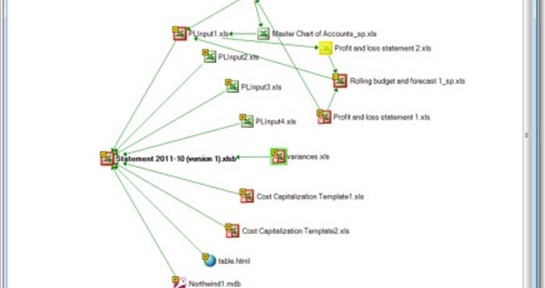 PLInput1.xls
Master Chart of Accounts_sp.xls
Profit and loss statement 2.xls
PLInput2.xls
Rolling budget and forecast 1_sp.xls
PLInput3.xls
Profit and loss statement 1.xls
PLInput4.xls
Statement 2011-10 (version 1).xlsb
variances.xls
Cost Capitalization Template1.xls
Cost Capitalization Template2.xls
table.html
Northwind1.mdb